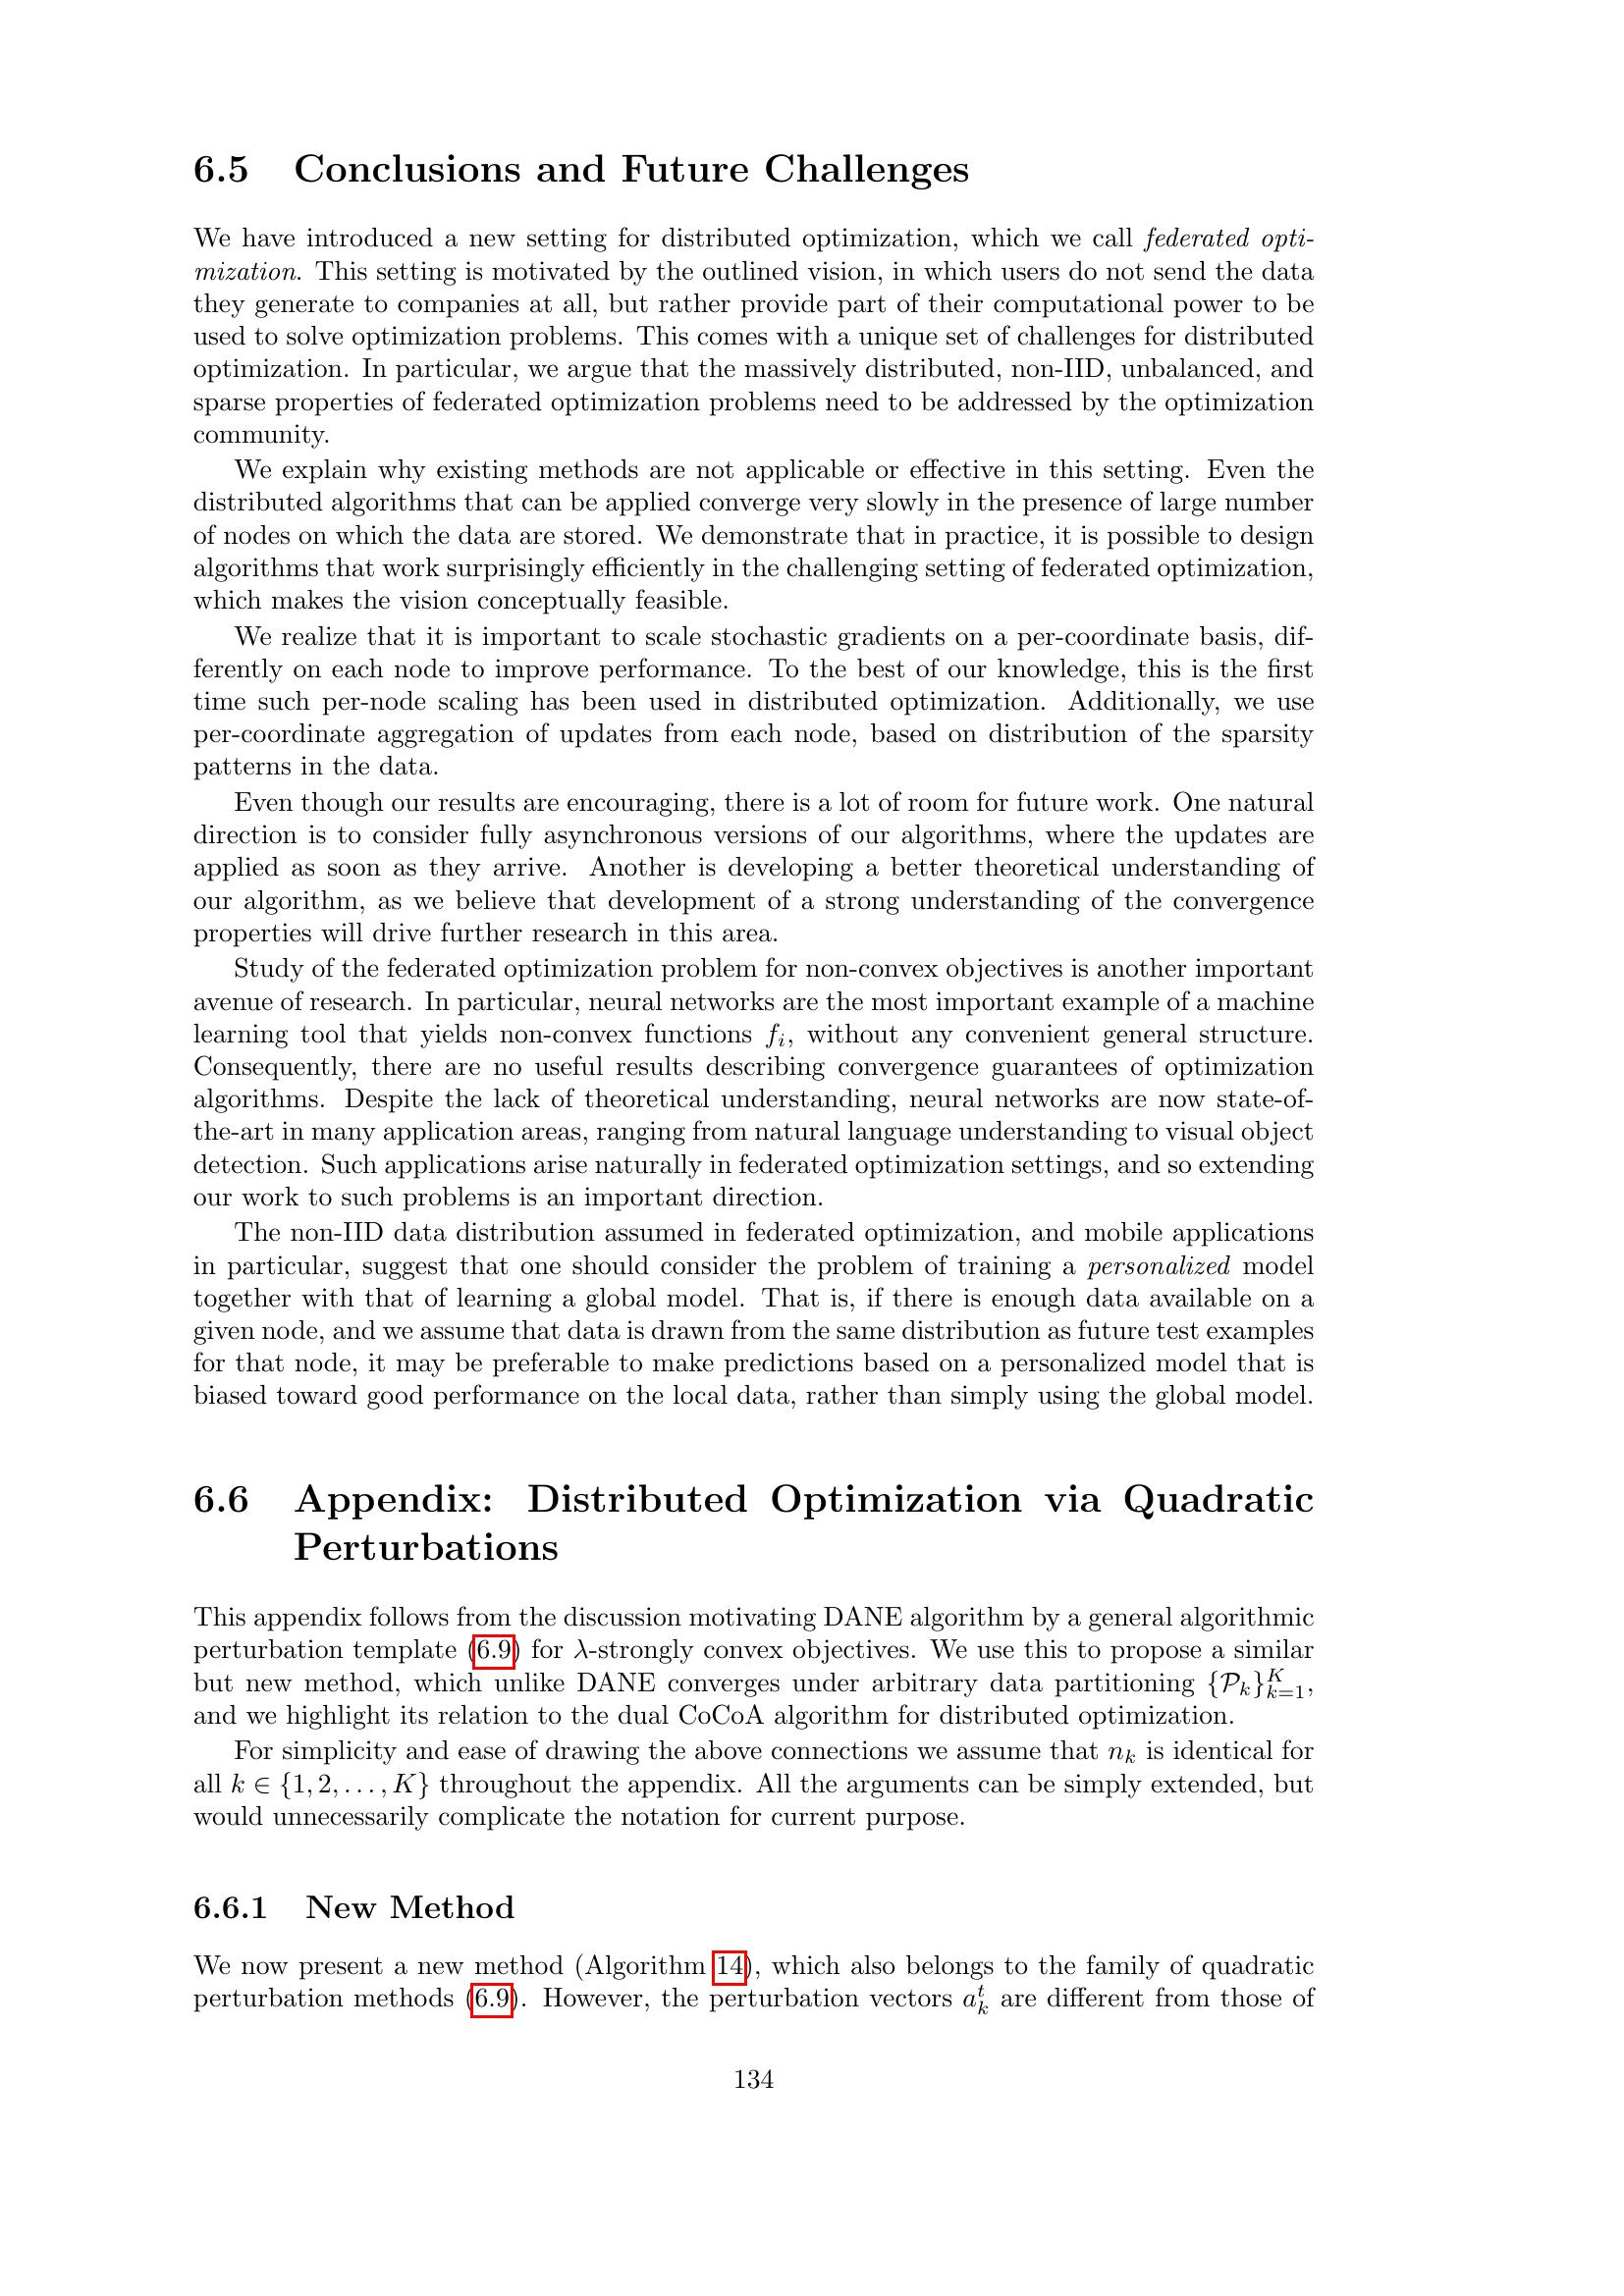 6.5 Conclusions and Future Challenges
We have introduced a new setting for distributed optimization, which we call federated opti-
mization. This setting is motivated by the outlined vision, in which users do not send the data
they generate to companies at all, but rather provide part of their computational power to be
used to solve optimization problems. This comes with a unique set of challenges for distributed
optimization. In particular, we argue that the massively distributed, non-IID, unbalanced, and
sparse properties of federated optimization problems need to be addressed by the optimization
community.
We explain why existing methods are not applicable or effective in this setting. Even the
distributed algorithms that can be applied converge very slowly in the presence of large number
of nodes on which the data are stored. We demonstrate that in practice, it is possible to design
algorithms that work surprisingly efficiently in the challenging setting of federated optimization,
which makes the vision conceptually feasible.
We realize that it is important to scale stochastic gradients on a per-coordinate basis, dif-
ferently on each node to improve performance. To the best of our knowledge, this is the first
time such per-node scaling has been used in distributed optimization. Additionally, we use
per-coordinate aggregation of updates from each node, based on distribution of the sparsity
patterns in the data.
Even though our results are encouraging, there is a lot of room for future work. One natural
direction is to consider fully asynchronous versions of our algorithms, where the updates are
applied as soon as they arrive. Another is developing a better theoretical understanding of
our algorithm, as we believe that development of a strong understanding of the convergence
properties will drive further research in this area.
Study of the federated optimization problem for non-convex objectives is another important
avenue of research. In particular, neural networks are the most important example of a machine
learning tool that yields non-convex functions $f_i$, without any convenient general structure.
Consequently, there are no useful results describing convergence guarantees of optimization
algorithms. Despite the lack of theoretical understanding, neural networks are now state-of-
the-art in many application areas, ranging from natural language understanding to visual object
detection. Such applications arise naturally in federated optimization settings, and so extending
our work to such problems is an important direction.
The non-IID data distribution assumed in federated optimization, and mobile applications
in particular, suggest that one should consider the problem of training a personalized model
together with that of learning a global model. That is, if there is enough data available on a
given node, and we assume that data is drawn from the same distribution as future test examples
for that node, it may be preferable to make predictions based on a personalized model that is
biased toward good performance on the local data, rather than simply using the global model.
6.6 Appendix: Distributed Optimization via Quadratic
Perturbations
This appendix follows from the discussion motivating DANE algorithm by a general algorithmic
perturbation template (6.9) for λ-strongly convex objectives. We use this to propose a similar
but new method, which unlike DANE converges under arbitrary data partitioning $\{\mathcal{P}_k\}_{k=1}^K$,
and we highlight its relation to the dual CoCoA algorithm for distributed optimization.
For simplicity and ease of drawing the above connections we assume that $n_k$ is identical for
all $k \in \{1, 2, \ldots, K\}$ throughout the appendix. All the arguments can be simply extended, but
would unnecessarily complicate the notation for current purpose.
6.6.1 New Method
We now present a new method (Algorithm 14), which also belongs to the family of quadratic
perturbation methods (6.9). However, the perturbation vectors $a_k^t$ are different from those of
134